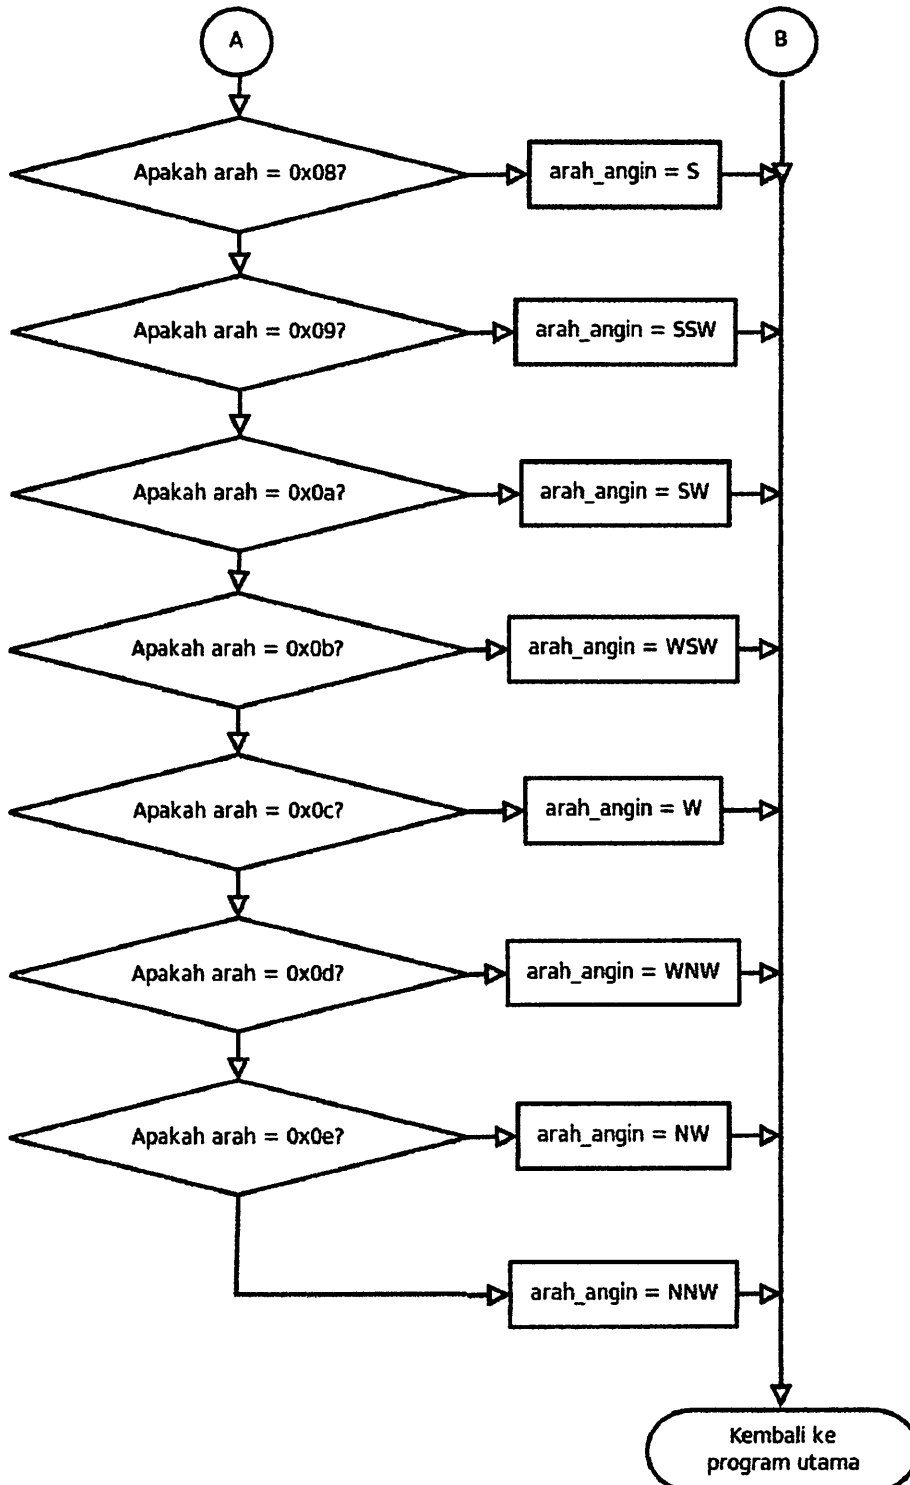 A
B
Apakah arah = 0x08?
arah_angin = S
Apakah arah = 0x09?
arah_angin = SSW
Apakah arah = 0x0a?
arah_angin = SW
Apakah arah = 0x0b?
arah_angin = WSW
Apakah arah = 0x0c?
arah_angin = W
Apakah arah = 0x0d?
arah_angin = WNW
Apakah arah = 0x0e?
arah_angin = NW
arah_angin = NNW
Kembali ke
program utama